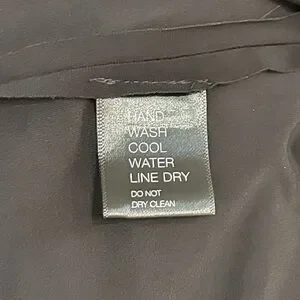 HAND
WASH
COOL
WATER
LINE DRY
DO NOT
DRY CLEAN